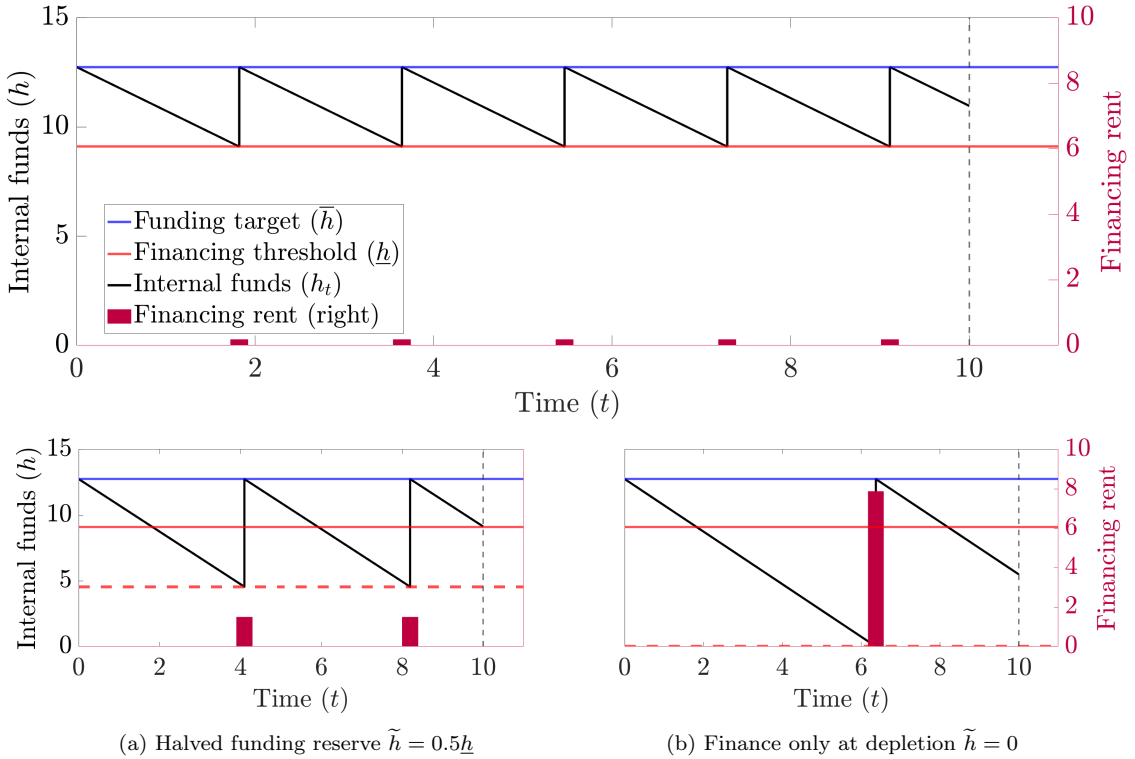 15
10
5
0
Internal funds (h)
10
8
6
4
2
0
Financing rent
Funding target (h̅)
Financing threshold (h̲)
Internal funds (hₜ)
Financing rent (right)
0 2 4 6 8 10
Time (t)
15
10
5
0
Internal funds (h)
0 2 4 6 8 10
Time (t)
10
8
6
4
2
0
Financing rent
0 2 4 6 8 10
Time (t)
(a) Halved funding reserve h̃ = 0.5h̲
(b) Finance only at depletion h̃ = 0